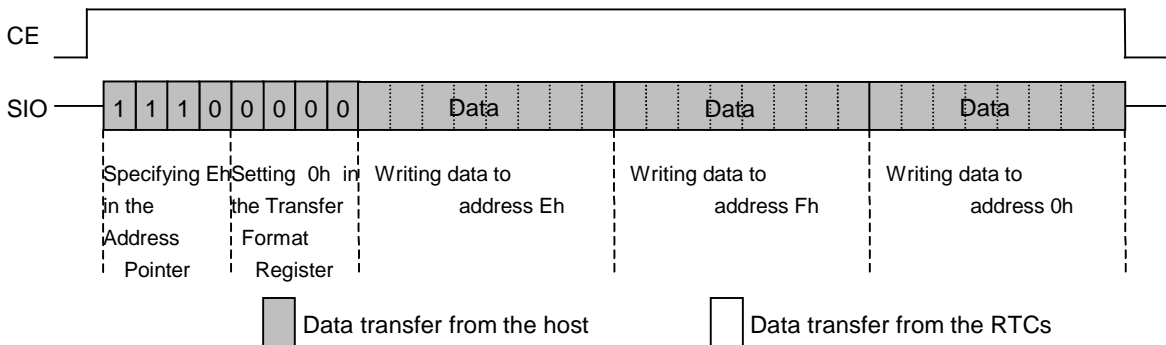 CE
SIO 1 1 1 0 0 0 0 0 Data Data Data
Specifying Eh Setting 0h in Writing data to Writing data to Writing data to
in the the Transfer address Eh address Fh address 0h
Address Format
Pointer Register
Data transfer from the host Data transfer from the RTCs